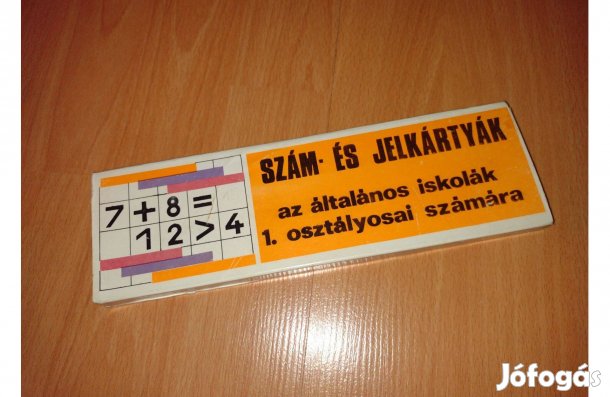 7 + 8 =
1 2 > 4
SZÁM- ÉS JELKÁRTYÁK
az általános iskolák
1. osztályosai számára
Jófogás